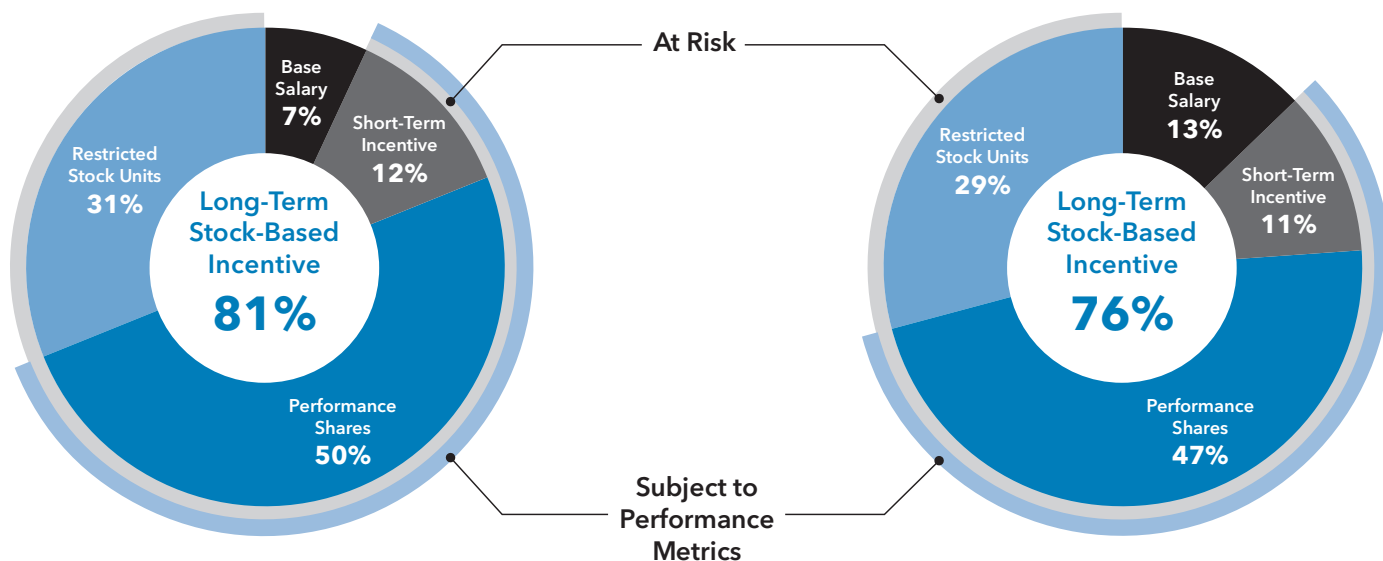 At Risk
Base
Salary
7%
Short-Term
Incentive
12%
Restricted
Stock Units
31%
Long-Term
Stock-Based
Incentive
81%
Performance
Shares
50%
Base
Salary
13%
Restricted
Stock Units
29%
Short-Term
Incentive
11%
Long-Term
Stock-Based
Incentive
76%
Performance
Shares
47%
Subject to
Performance
Metrics